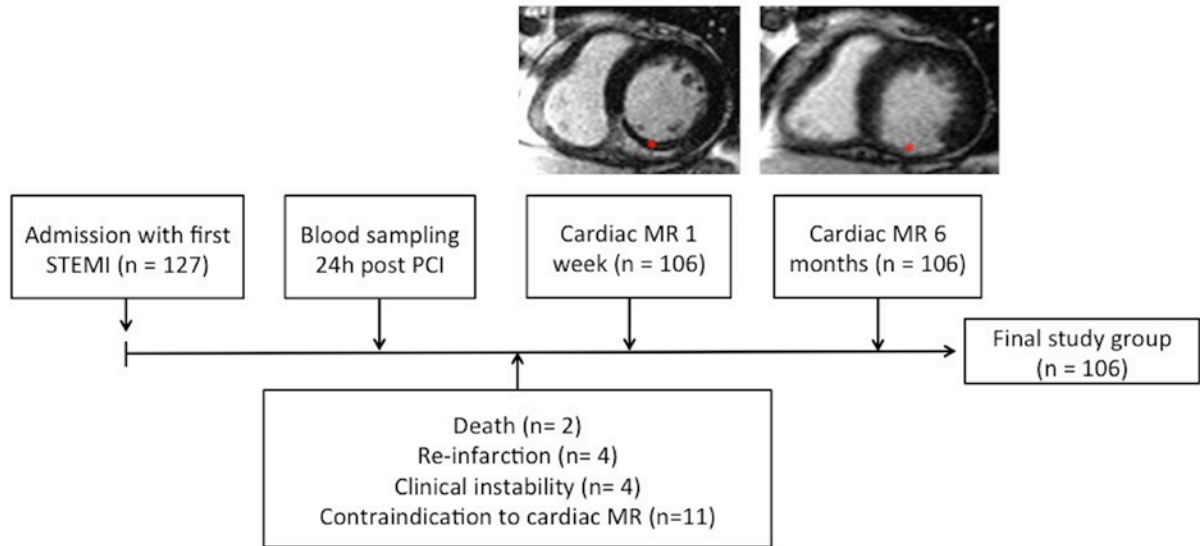 Admission with first
STEMI (n = 127)
Blood sampling
24h post PCI
Cardiac MR 1
week (n = 106)
Cardiac MR 6
months (n = 106)
Final study group
(n = 106)
Death (n= 2)
Re-infarction (n= 4)
Clinical instability (n= 4)
Contraindication to cardiac MR (n=11)